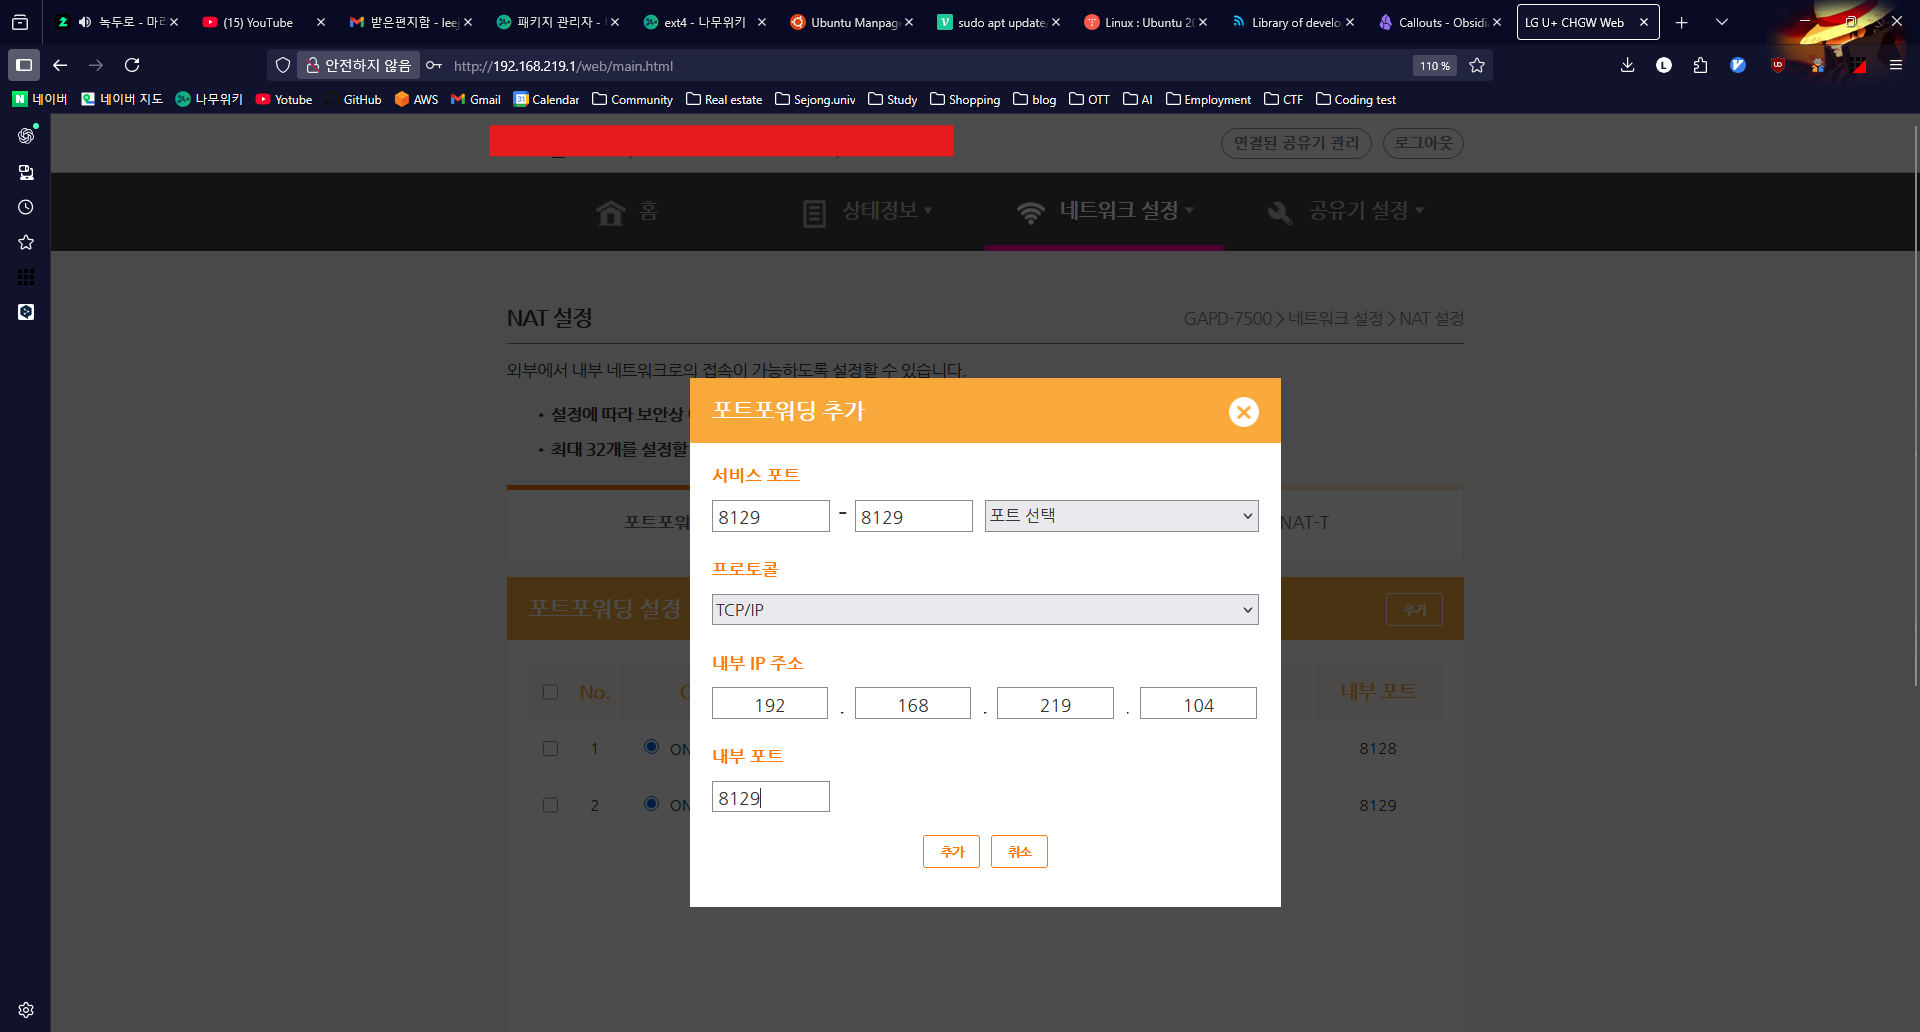 녹두로 - 마리
(15) YouTube
받은편지함 - leej
패키지 관리자 -
ext4 - 나무위키
Ubuntu Manpage
sudo apt update
Linux : Ubuntu 20
Library of develo
Callouts - Obsidi
LG U+ CHGW Web
안전하지 않음
http://192.168.219.1/web/main.html
110 %
네이버
네이버 지도
나무위키
Yotube
GitHub
AWS
Gmail
Calendar
Community
Real estate
Sejong.univ
Study
Shopping
blog
OTT
AI
Employment
CTF
Coding test
연결된 공유기 관리
로그아웃
홈
상태정보
네트워크 설정
공유기 설정
NAT 설정
GAPD-7500 > 네트워크 설정 > NAT 설정
외부에서 내부 네트워크로의 접속이 가능하도록 설정할 수 있습니다.
• 설정에 따라 보안상
• 최대 32개를 설정할
포트포워
NAT-T
포트포워딩 설정
추가
No.
내부 포트
1 ON 8128
2 ON 8129
포트포워딩 추가
서비스 포트
8129 - 8129 포트 선택
프로토콜
TCP/IP
내부 IP 주소
192 . 168 . 219 . 104
내부 포트
8129
추가 취소